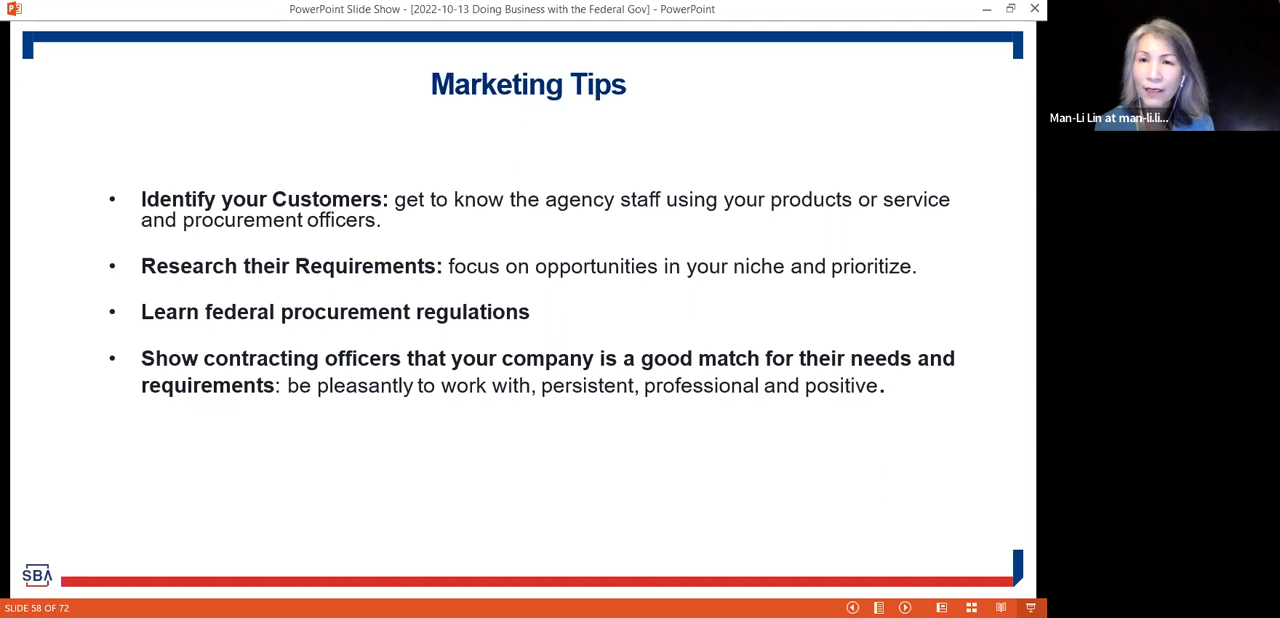 PowerPoint Slide Show - [2022-10-13 Doing Business with the Federal Gov] - PowerPoint
Marketing Tips
• Identify your Customers: get to know the agency staff using your products or service
and procurement officers.
• Research their Requirements: focus on opportunities in your niche and prioritize.
• Learn federal procurement regulations
• Show contracting officers that your company is a good match for their needs and
requirements: be pleasantly to work with, persistent, professional and positive.
SBA
SLIDE 58 OF 72
Man-Li Lin at man-li.li...